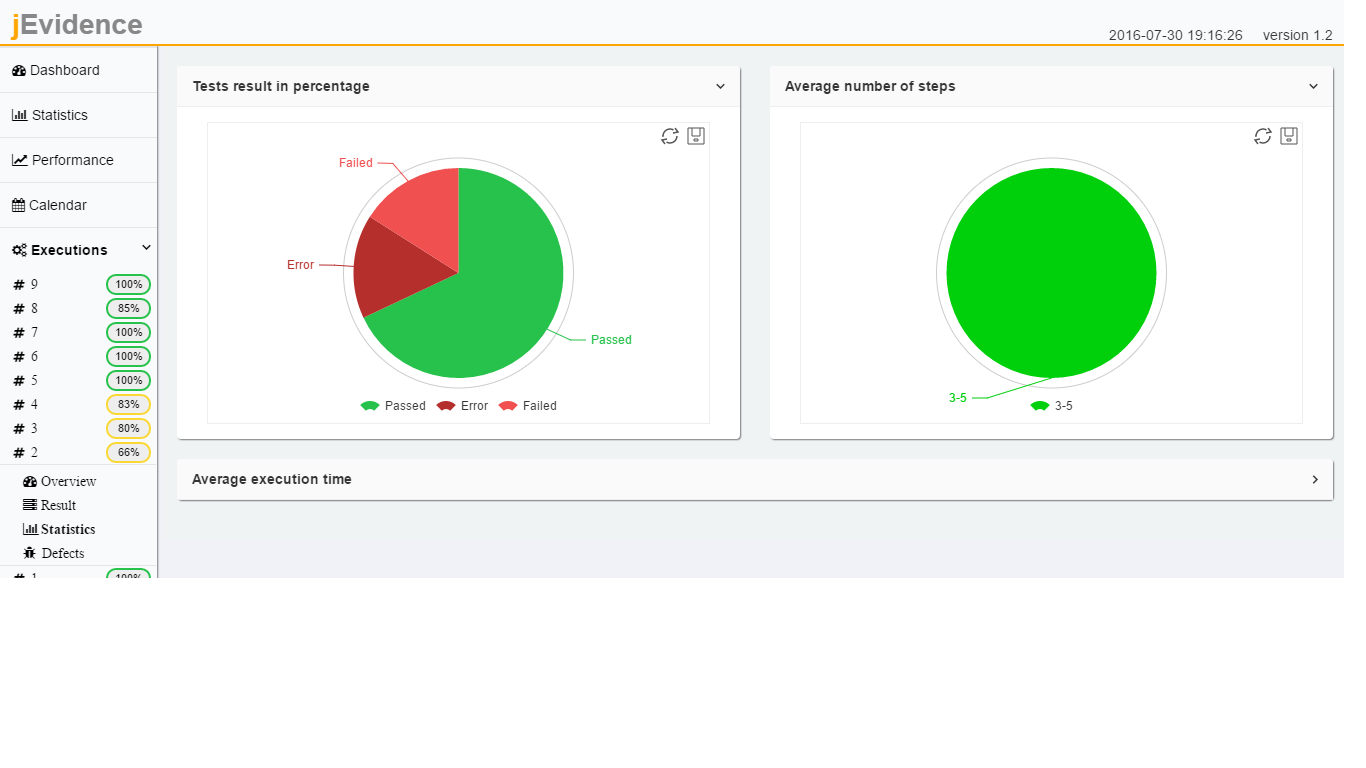 jEvidence
2016-07-30 19:16:26 version 1.2
Dashboard
Statistics
Performance
Calendar
Executions
# 9 100%
# 8 85%
# 7 100%
# 6 100%
# 5 100%
# 4 83%
# 3 80%
# 2 66%
Overview
Result
Statistics
Defects
# 1 100%
Tests result in percentage
Failed
Error
Passed
Passed Error Failed
Average number of steps
3-5
3-5
Average execution time